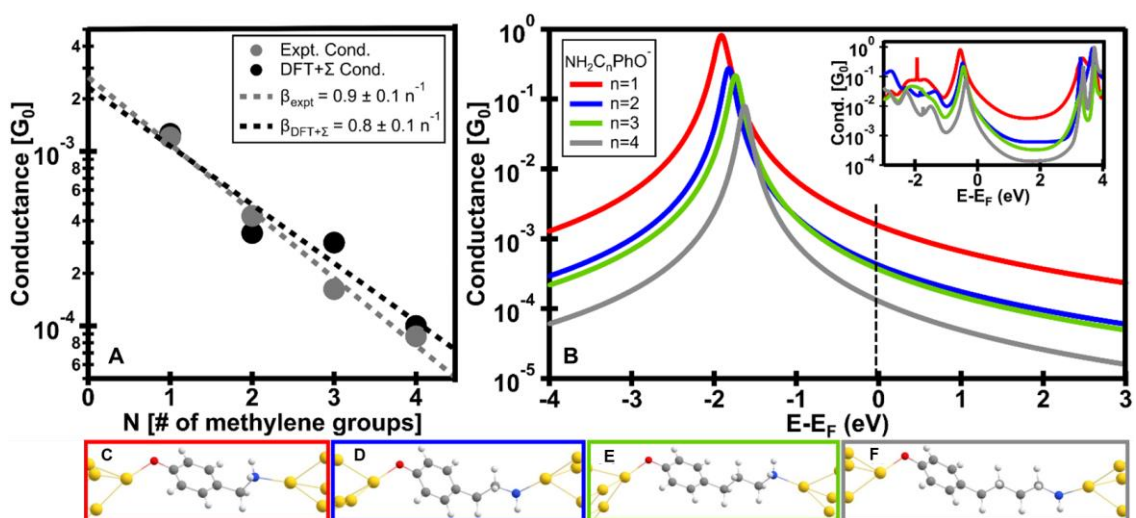 Conductance [G₀]
10⁻³
10⁻⁴
4
2
8
6
4
2
8
6
Expt. Cond.
DFT+Σ Cond.
β_expt = 0.9 ± 0.1 n⁻¹
β_DFT+Σ = 0.8 ± 0.1 n⁻¹
A
0 1 2 3 4
N [# of methylene groups]
Conductance [G₀]
10⁰
10⁻¹
10⁻²
10⁻³
10⁻⁴
10⁻⁵
NH₂CₙPhO⁻
n=1
n=2
n=3
n=4
B
-4 -3 -2 -1 0 1 2 3
E-E_F (eV)
Cond. [G₀]
10⁰
10⁻¹
10⁻²
10⁻³
10⁻⁴
-2 0 2 4
E-E_F (eV)
C
D
E
F